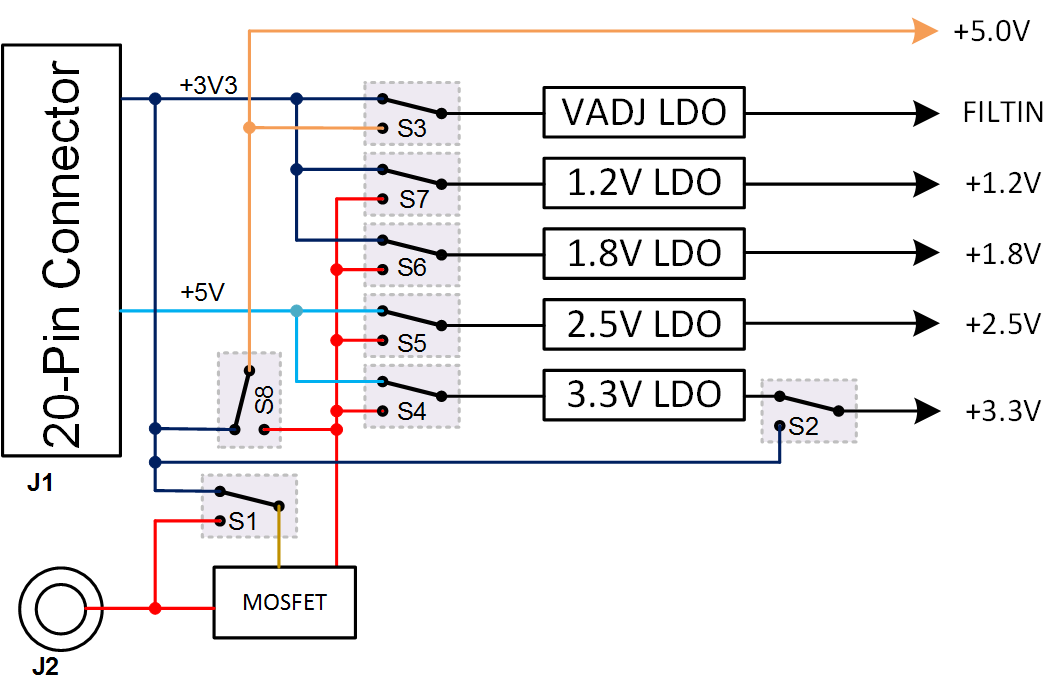 +5.0V
20-Pin Connector
+3V3
S3
VADJ LDO
FILTIN
S7
1.2V LDO
+1.2V
S6
1.8V LDO
+1.8V
+5V
S5
2.5V LDO
+2.5V
S8
S4
3.3V LDO
S2
+3.3V
J1
S1
MOSFET
J2